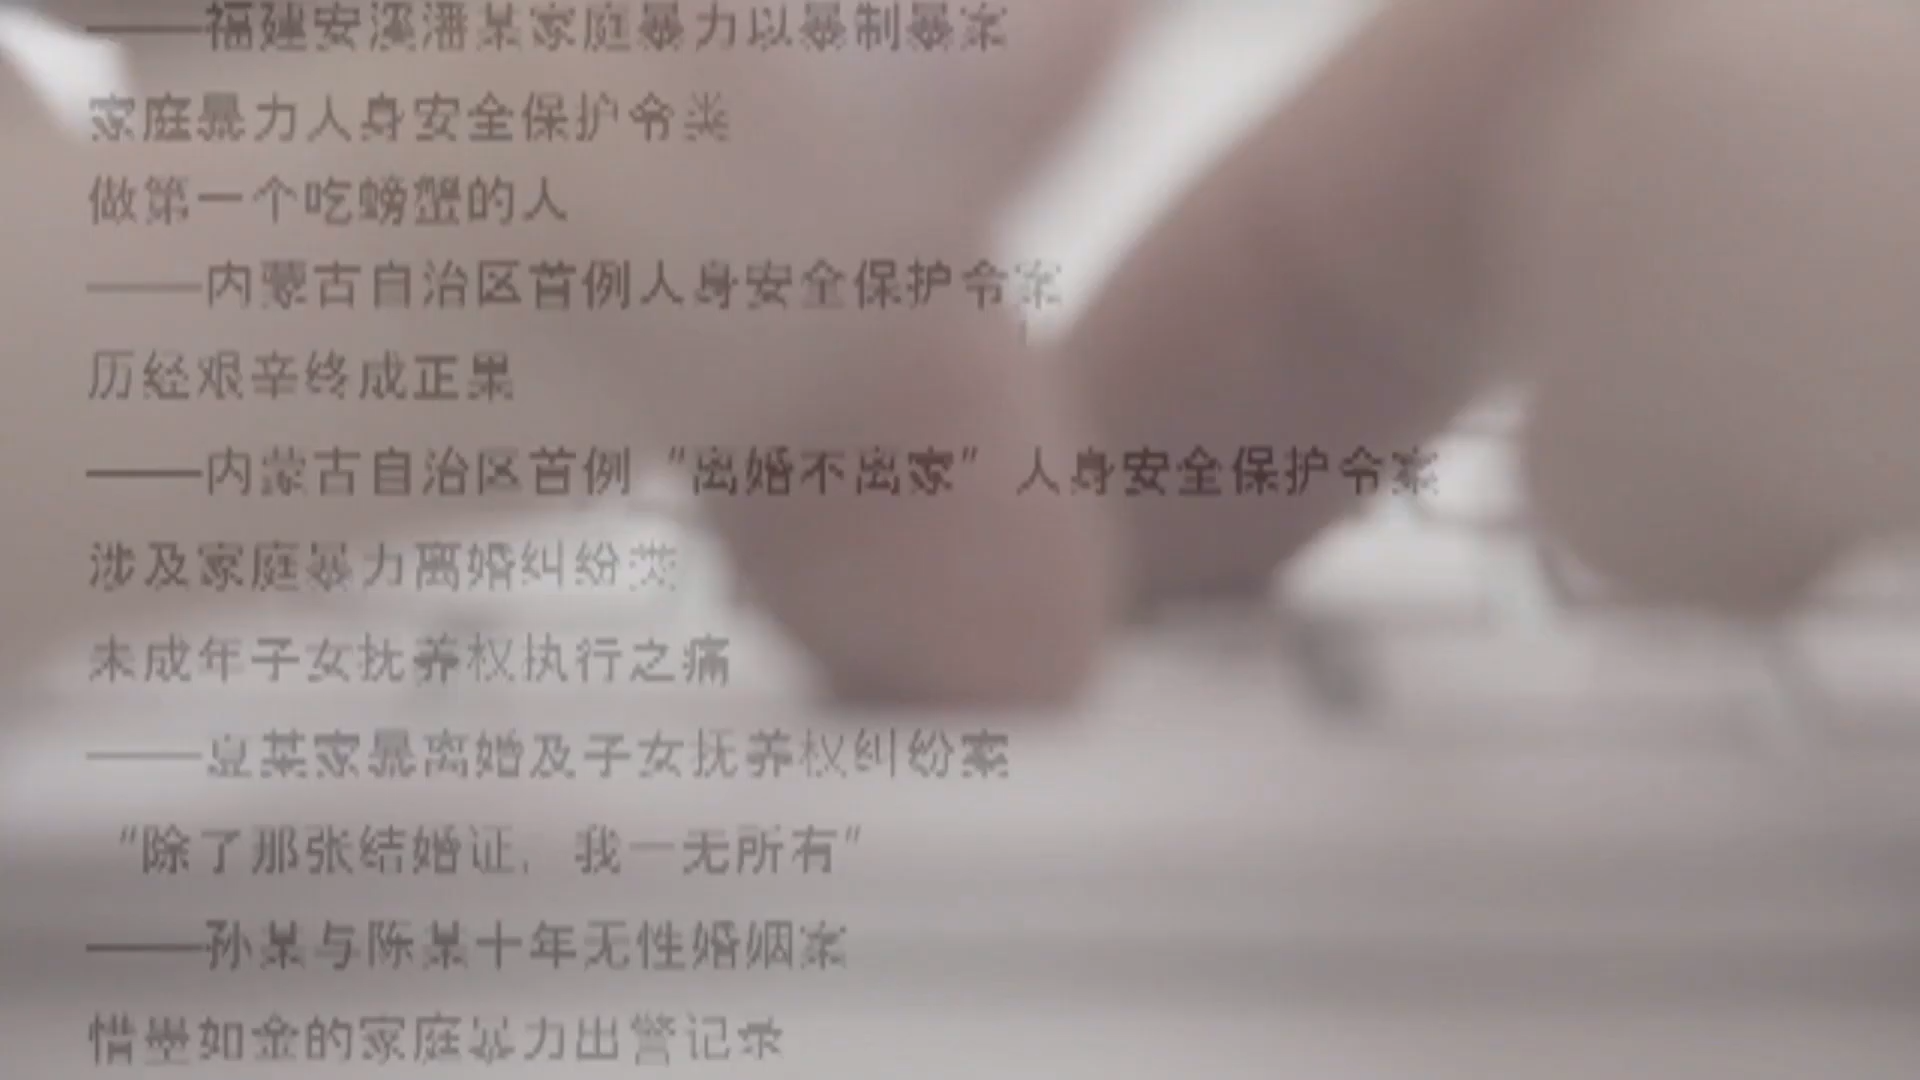 ——福建安溪潘某家庭暴力以暴制暴案
家庭暴力人身安全保护令类
做第一个吃螃蟹的人
——内蒙古自治区首例人身安全保护令案
历经艰辛终成正果
——内蒙古自治区首例“离婚不离家”人身安全保护令案
涉及家庭暴力离婚纠纷类
未成年子女抚养权执行之痛
——夏某家暴离婚及子女抚养权纠纷案
“除了那张结婚证，我一无所有”
——孙某与陈某十年无性婚姻案
惜墨如金的家庭暴力出警记录